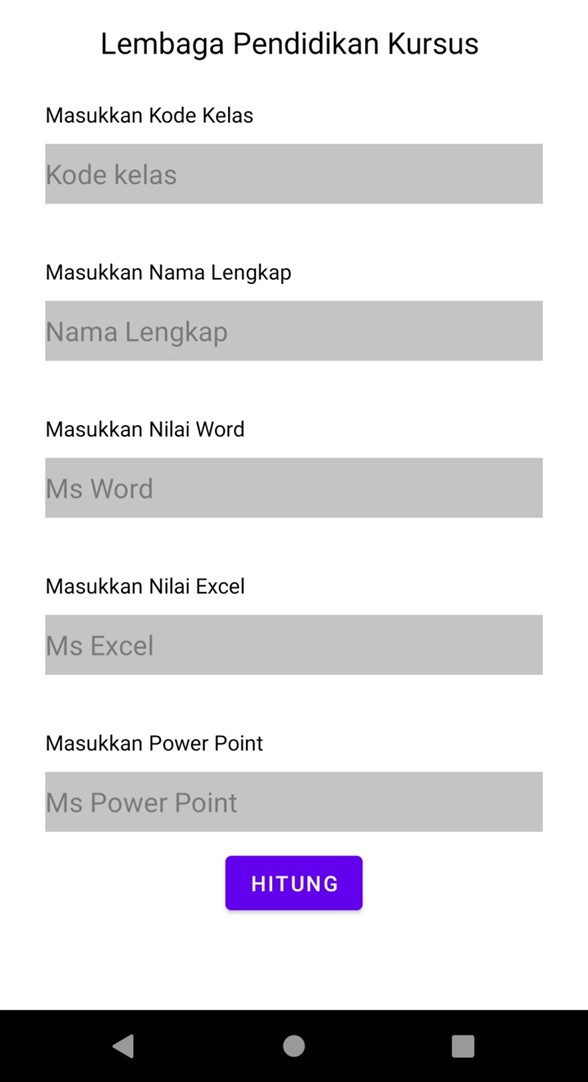 Lembaga Pendidikan Kursus
Masukkan Kode Kelas
Kode kelas
Masukkan Nama Lengkap
Nama Lengkap
Masukkan Nilai Word
Ms Word
Masukkan Nilai Excel
Ms Excel
Masukkan Power Point
Ms Power Point
HITUNG